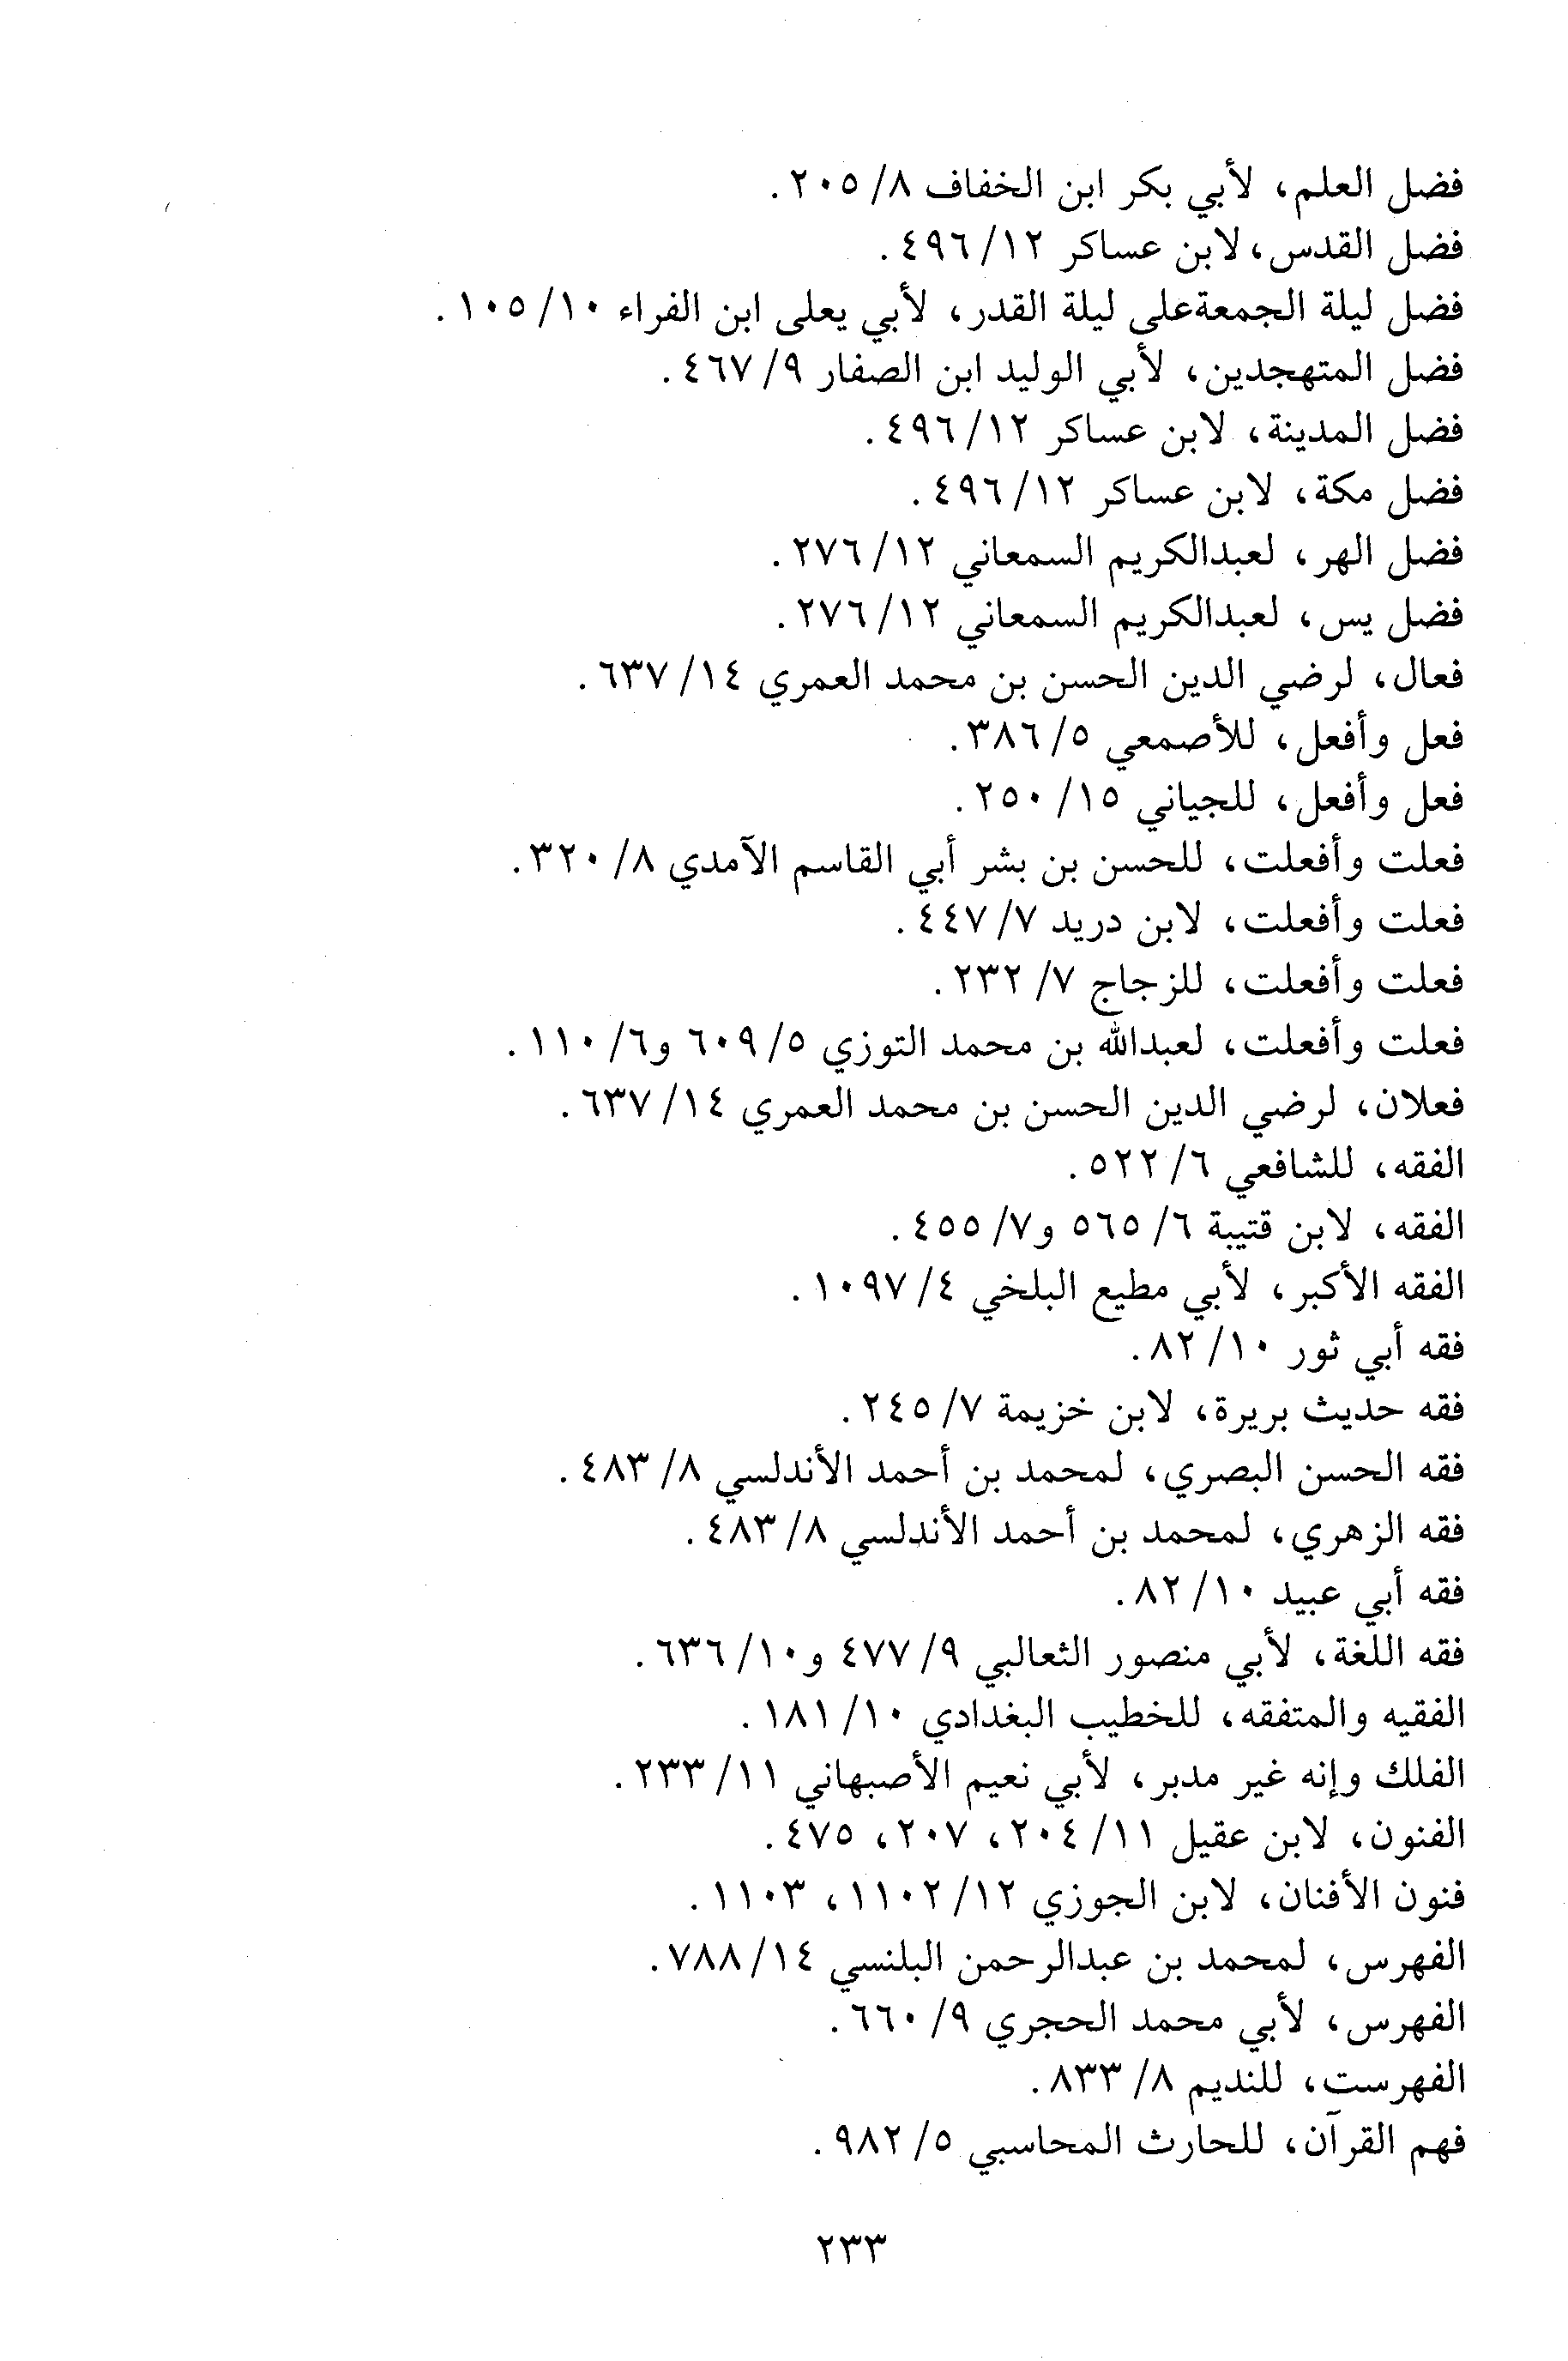 فضل العلم، لأبي بكر ابن الخفاف ٨/ ٢٠٥.
فضل القدس، لابن عساكر ١٢/ ٤٩٦.
فضل ليلة الجمعةعلى ليلة القدر، لأبي يعلى ابن الفراء ١٠/ ١٠٥.
فضل المتهجدين، لأبي الوليد ابن الصفار ٩/ ٤٦٧.
فضل المدينة، لابن عساكر ١٢/ ٤٩٦.
فضل مكة، لابن عساكر ١٢/ ٤٩٦.
فضل الهر، لعبدالكريم السمعاني ١٢/ ٢٧٦.
فضل يس، لعبدالكريم السمعاني ١٢/ ٢٧٦.
فعال، لرضي الدين الحسن بن محمد العمري ١٤/ ٦٣٧.
فعل وأفعل، للأصمعي ٥/ ٣٨٦.
فعل وأفعل، للجياني ١٥/ ٢٥٠.
فعلت وأفعلت، للحسن بن بشر أبي القاسم الآمدي ٨/ ٣٢٠.
فعلت وأفعلت، لابن دريد ٧/ ٤٤٧.
فعلت وأفعلت، للزجاج ٧/ ٢٣٢.
فعلت وأفعلت، لعبدالله بن محمد التوزي ٥/ ٦٠٩ و٦/ ١١٠.
فعلان، لرضي الدين الحسن بن محمد العمري ١٤/ ٦٣٧.
الفقه، للشافعي ٦/ ٥٢٢.
الفقه، لابن قتيبة ٦/ ٥٦٥ و٧/ ٤٥٥.
الفقه الأكبر، لأبي مطيع البلخي ٤/ ١٠٩٧.
فقه أبي ثور ١٠/ ٨٢.
فقه حديث بريرة، لابن خزيمة ٧/ ٢٤٥.
فقه الحسن البصري، لمحمد بن أحمد الأندلسي ٨/ ٤٨٣.
فقه الزهري، لمحمد بن أحمد الأندلسي ٨/ ٤٨٣.
فقه أبي عبيد ١٠/ ٨٢.
فقه اللغة، لأبي منصور الثعالبي ٩/ ٤٧٧ و١٠/ ٦٣٦.
الفقيه والمتفقه، للخطيب البغدادي ١٠/ ١٨١.
الفلك وإنه غير مدبر، لأبي نعيم الأصبهاني ١١/ ٢٣٣.
الفنون، لابن عقيل ١١/ ٢٠٤، ٢٠٧، ٤٧٥.
فنون الأفنان، لابن الجوزي ١٢/ ١١٠٢، ١١٠٣.
الفهرس، لمحمد بن عبدالرحمن البلنسي ١٤/ ٧٨٨.
الفهرس، لأبي محمد الحجري ٩/ ٦٦٠.
الفهرست، للنديم ٨/ ٨٣٣.
فهم القرآن، للحارث المحاسبي ٥/ ٩٨٢.
٢٣٣